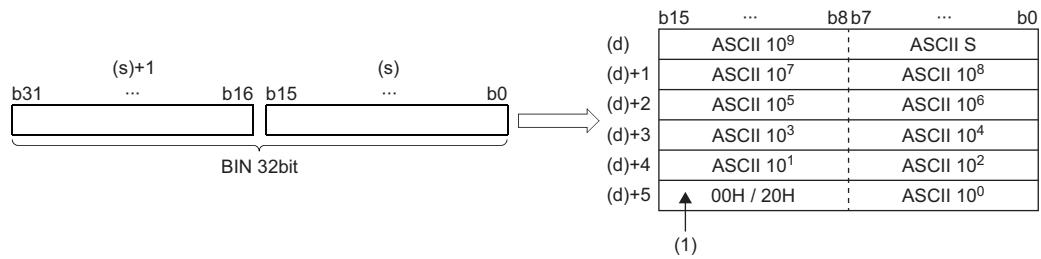 (s)+1 (s)
b31 ... b16 b15 ... b0
BIN 32bit
b15 ... b8 b7 ... b0
(d) ASCII 10⁹ ASCII S
(d)+1 ASCII 10⁷ ASCII 10⁸
(d)+2 ASCII 10⁵ ASCII 10⁶
(d)+3 ASCII 10³ ASCII 10⁴
(d)+4 ASCII 10¹ ASCII 10²
(d)+5 00H / 20H ASCII 10⁰
(1)